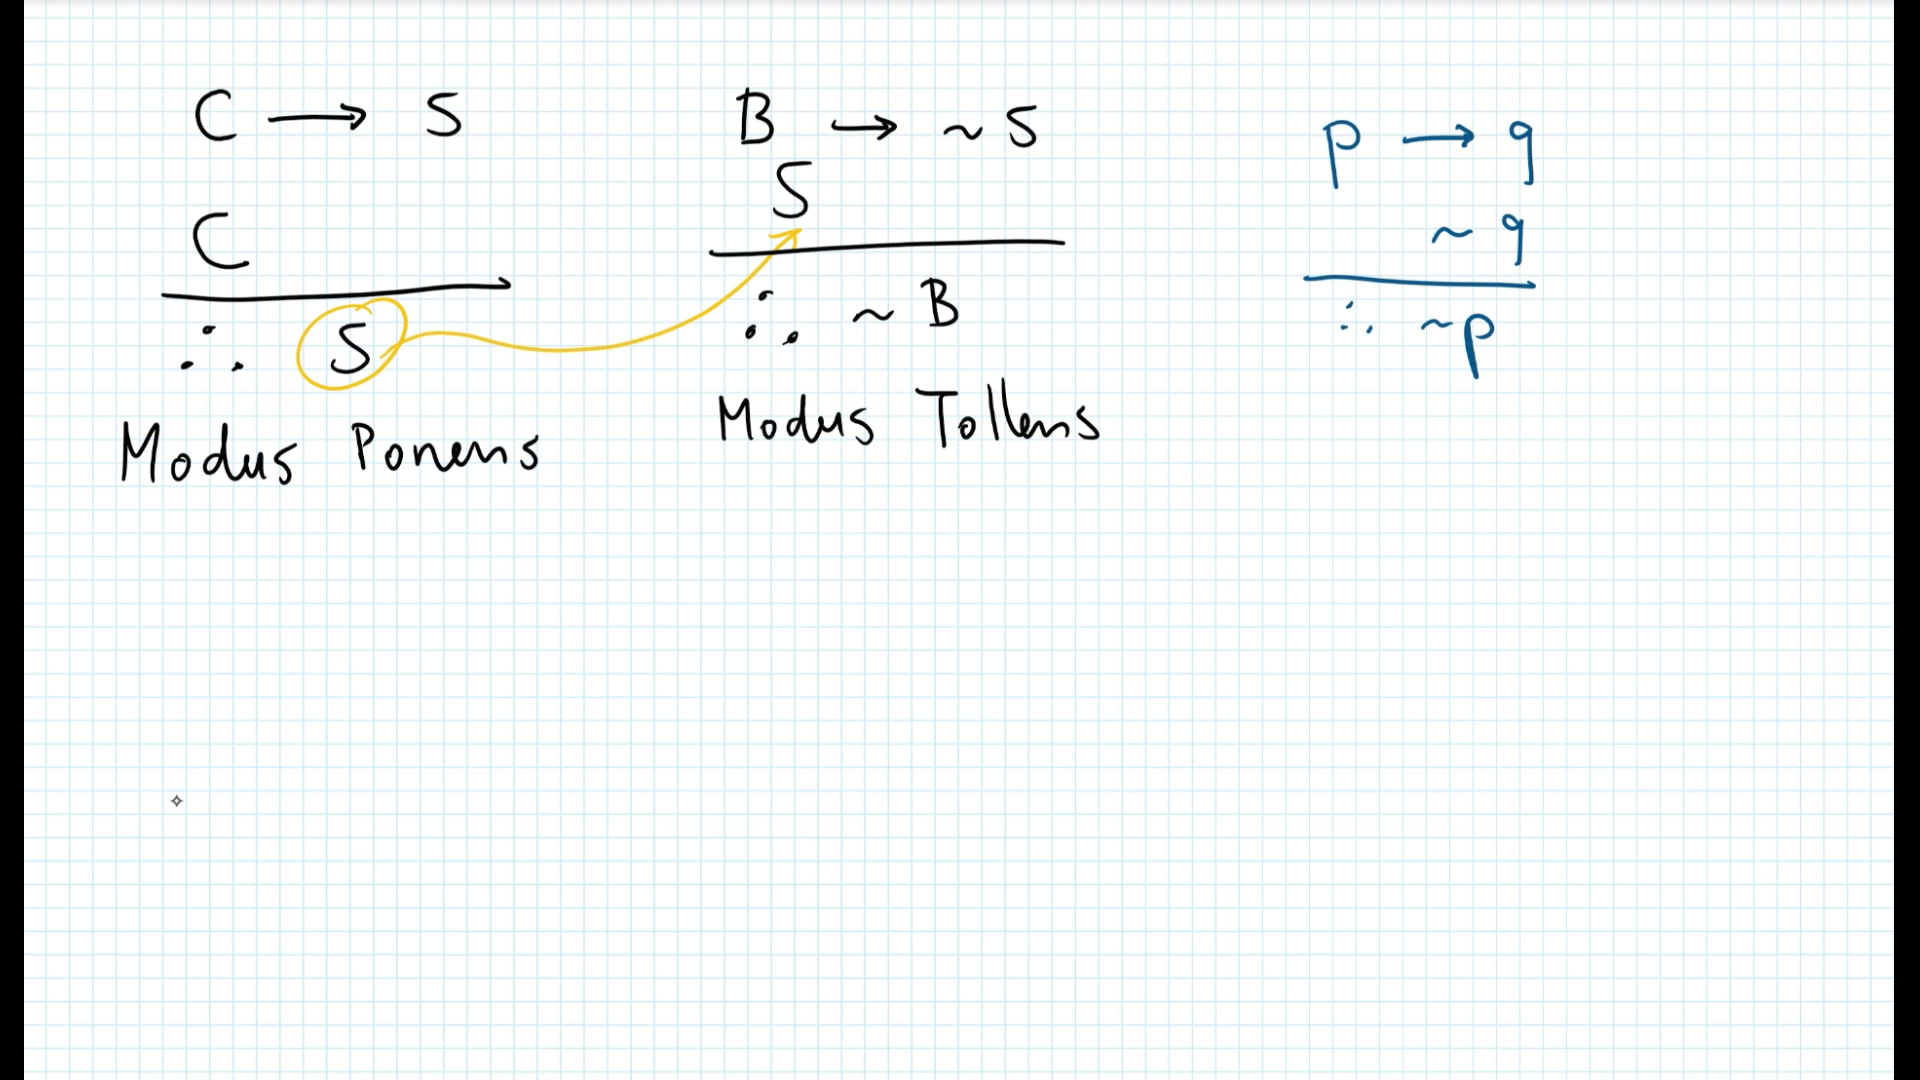 C → S
C
∴ S
Modus Ponens
B → ~ S
S
∴ ~ B
Modus Tollens
p → q
~ q
∴ ~p